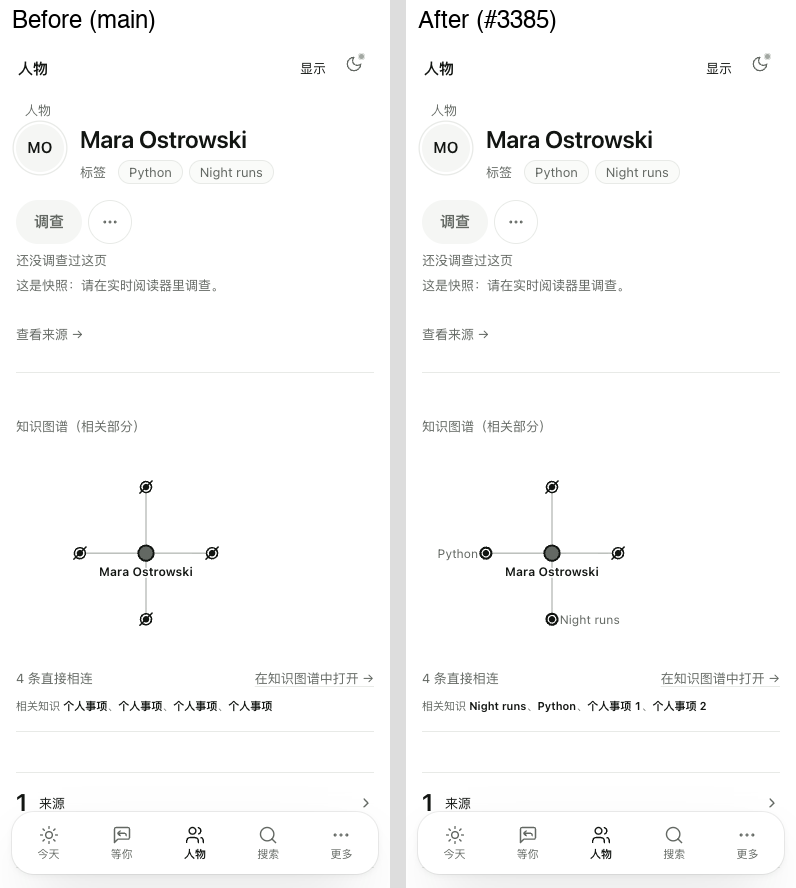 Before (main)
人物
显示
人物
MO
Mara Ostrowski
标签 Python Night runs
调查 ···
还没调查过这页
这是快照：请在实时阅读器里调查。
查看来源 →
知识图谱（相关部分）
Mara Ostrowski
4 条直接相连 在知识图谱中打开 →
相关知识 个人事项、个人事项、个人事项、个人事项
1 来源
今天 等你 人物 搜索 更多
After (#3385)
人物
显示
人物
MO
Mara Ostrowski
标签 Python Night runs
调查 ···
还没调查过这页
这是快照：请在实时阅读器里调查。
查看来源 →
知识图谱（相关部分）
Python
Mara Ostrowski
Night runs
4 条直接相连 在知识图谱中打开 →
相关知识 Night runs、Python、个人事项 1、个人事项 2
1 来源
今天 等你 人物 搜索 更多